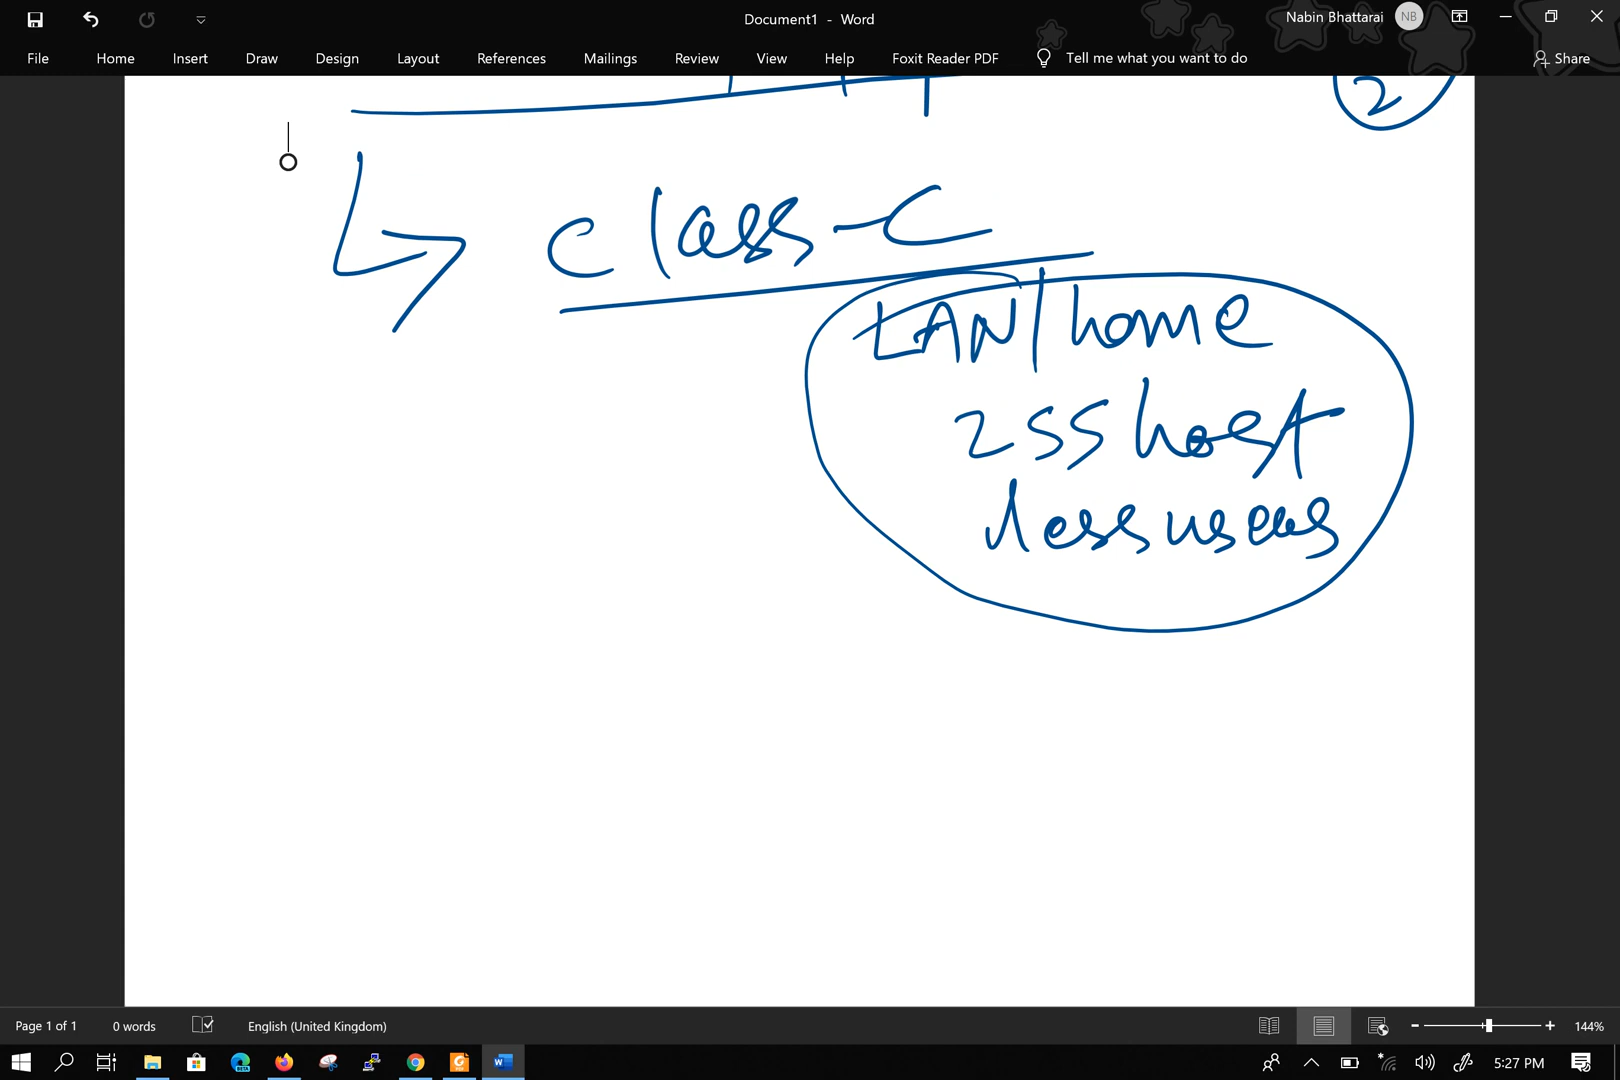 Document1 - Word
Nabin Bhattarai NB
File Home Insert Draw Design Layout References Mailings Review View Help Foxit Reader PDF Tell me what you want to do Share
2
class-C
LAN/home
255 host
less users
Page 1 of 1 0 words English (United Kingdom) 144%
BETA
5:27 PM